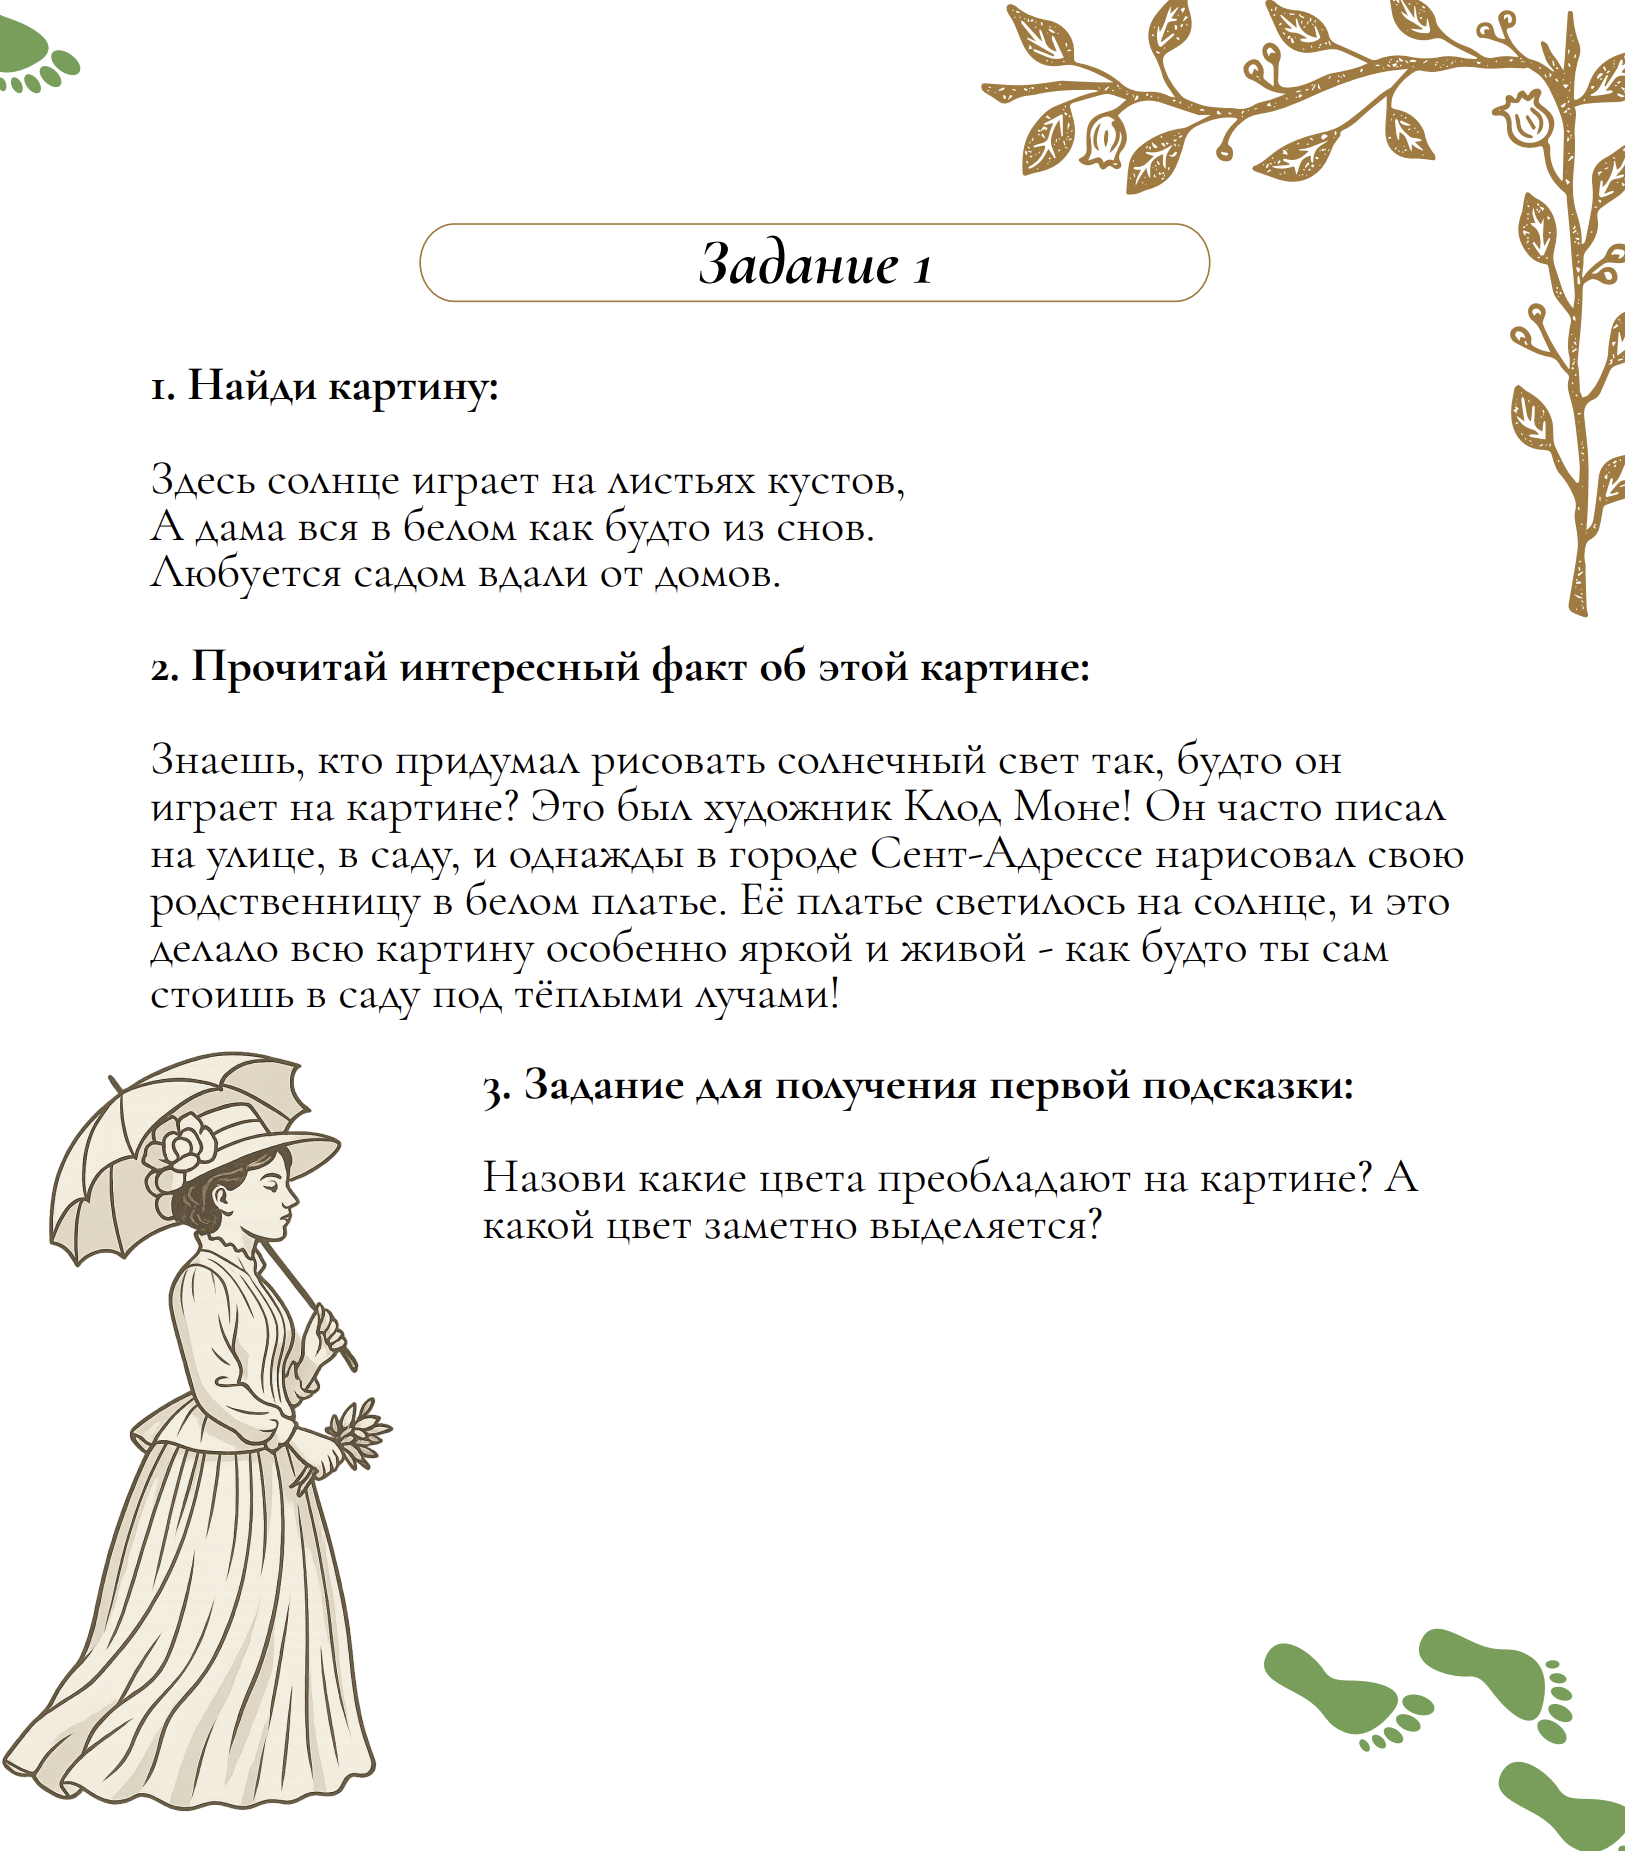 Задание 1
1. Найди картину:
Здесь солнце играет на листьях кустов,
А дама вся в белом как будто из снов.
Любуется садом вдали от домов.
2. Прочитай интересный факт об этой картине:
Знаешь, кто придумал рисовать солнечный свет так, будто он
играет на картине? Это был художник Клод Моне! Он часто писал
на улице, в саду, и однажды в городе Сент-Адрессе нарисовал свою
родственницу в белом платье. Её платье светилось на солнце, и это
делало всю картину особенно яркой и живой - как будто ты сам
стоишь в саду под тёплыми лучами!
3. Задание для получения первой подсказки:
Назови какие цвета преобладают на картине? А
какой цвет заметно выделяется?